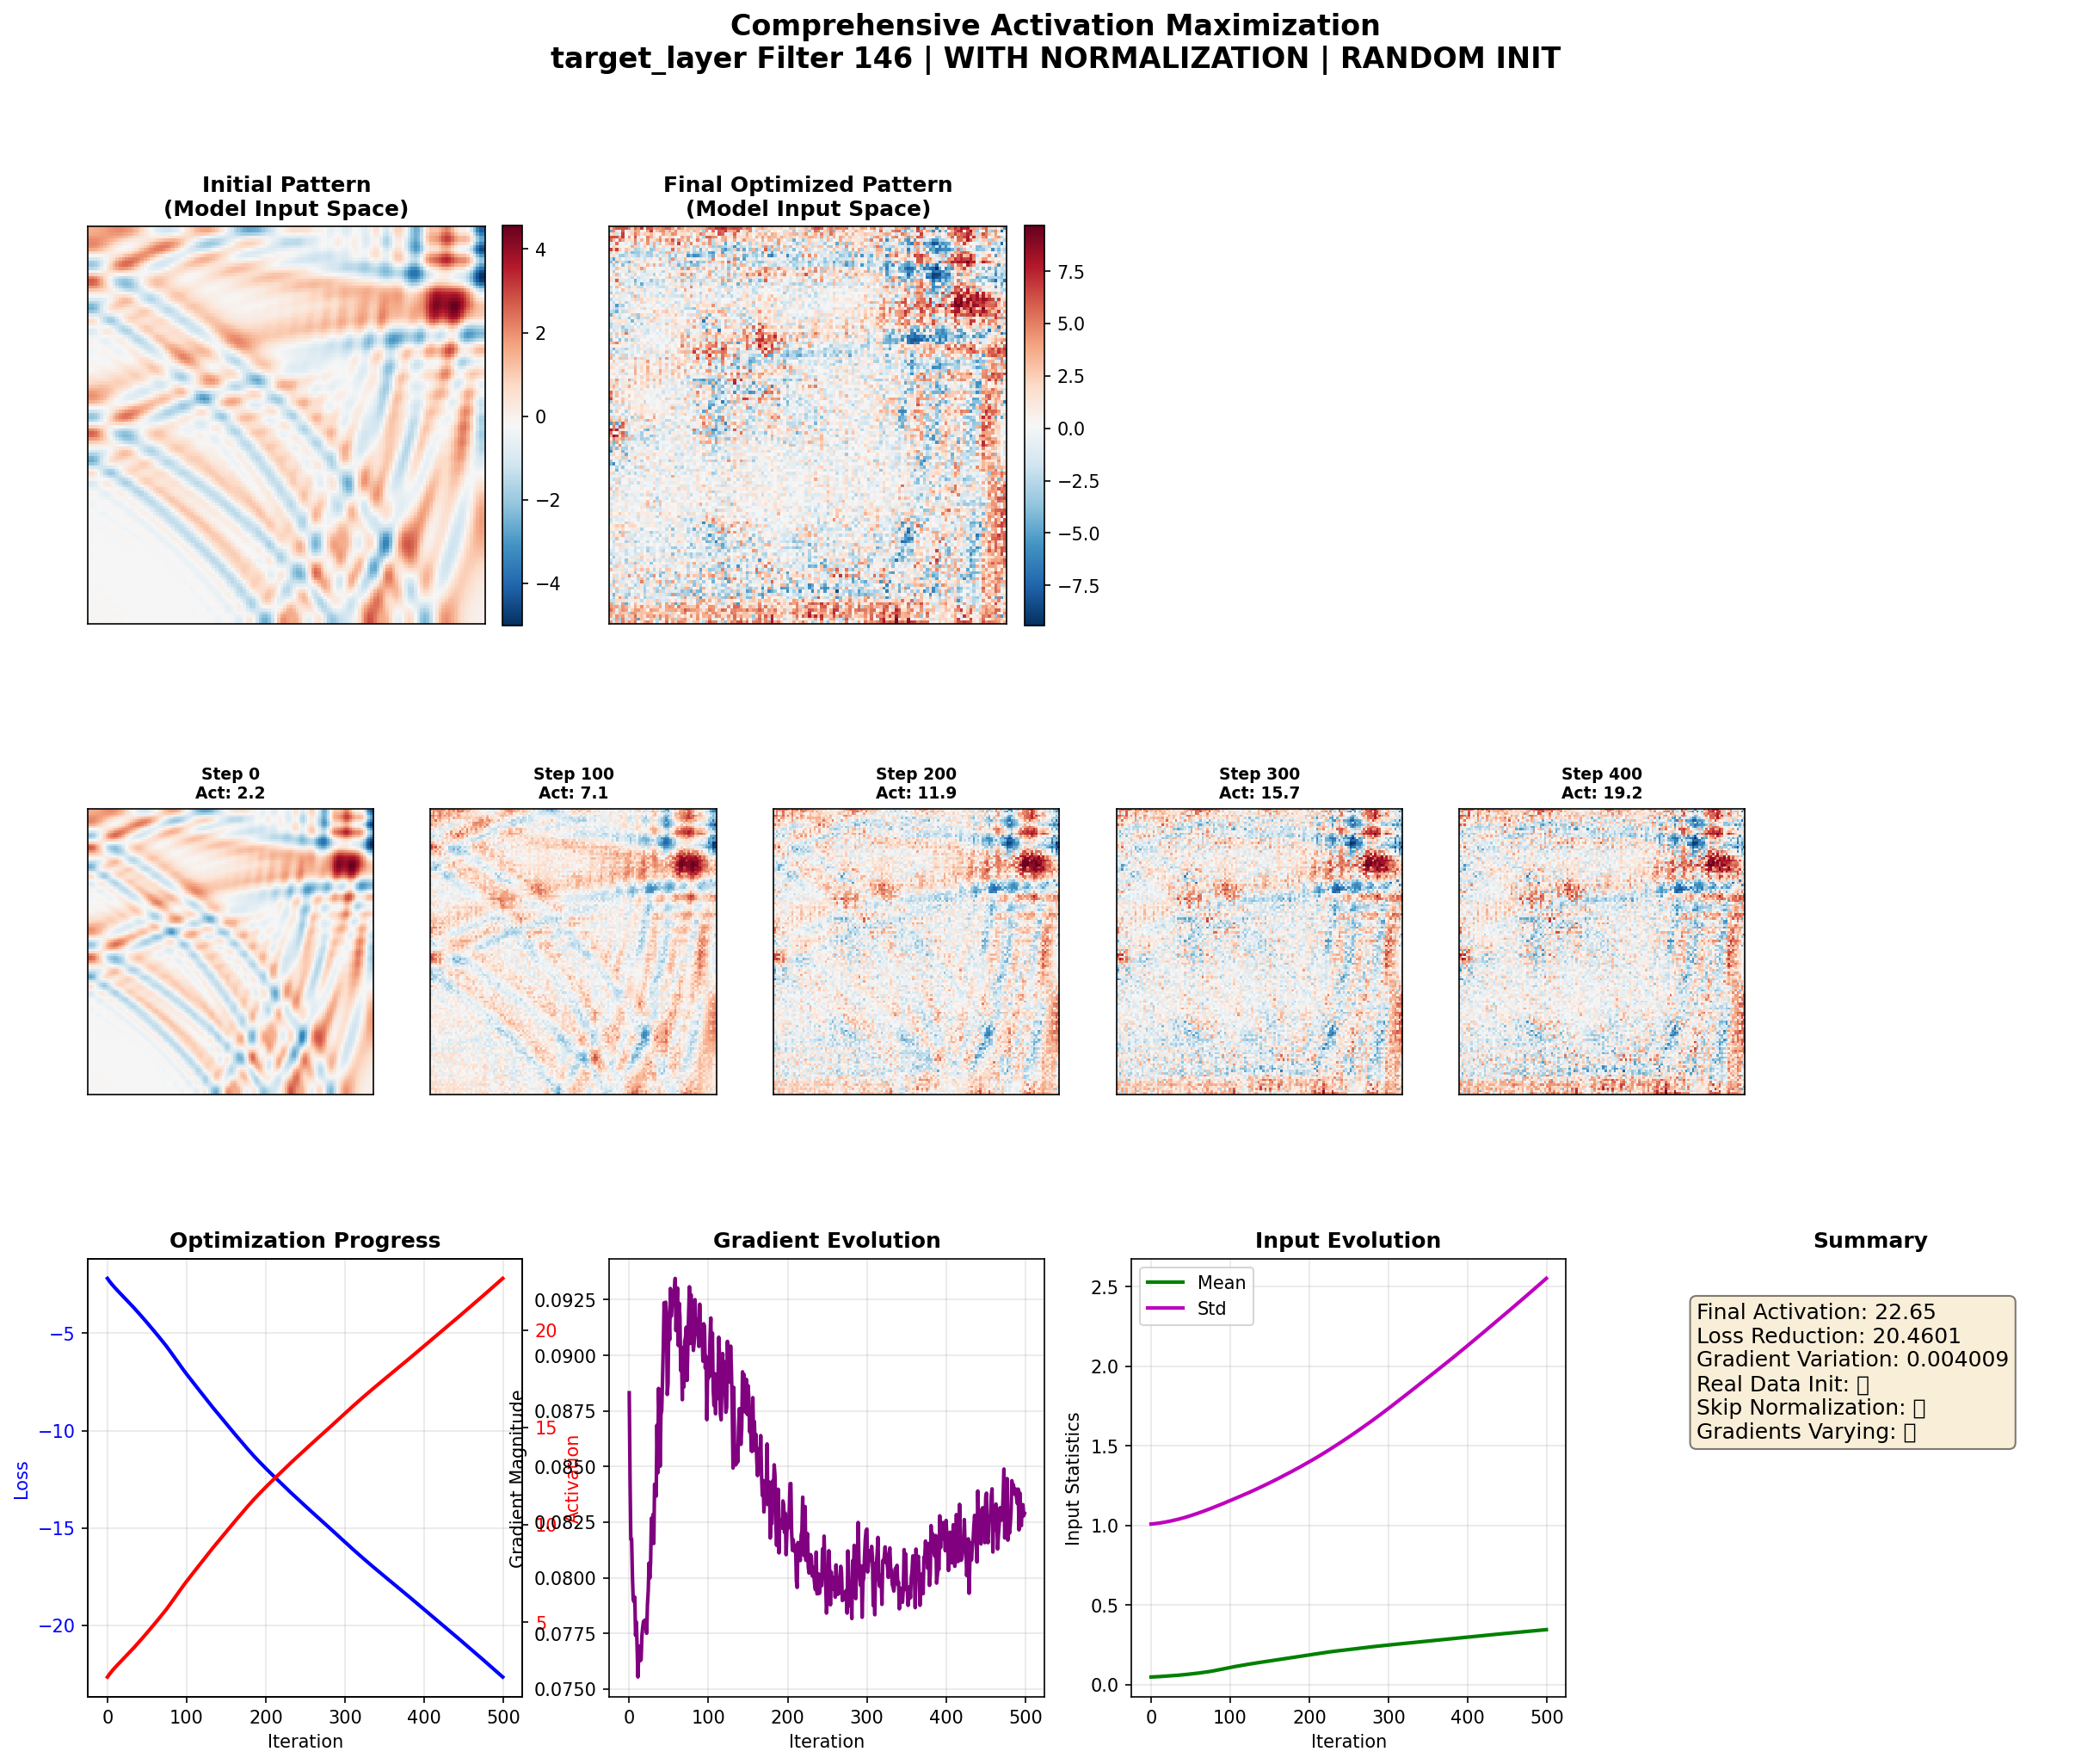 Comprehensive Activation Maximization
target_layer Filter 146 | WITH NORMALIZATION | RANDOM INIT
Initial Pattern
(Model Input Space)
4
2
0
−2
−4
Final Optimized Pattern
(Model Input Space)
7.5
5.0
2.5
0.0
−2.5
−5.0
−7.5
Step 0
Act: 2.2
Step 100
Act: 7.1
Step 200
Act: 11.9
Step 300
Act: 15.7
Step 400
Act: 19.2
Optimization Progress
Loss
−5
−10
−15
−20
0 100 200 300 400 500
Iteration
20
15
10
5
Activation
Gradient Evolution
Gradient Magnitude
0.0925
0.0900
0.0875
0.0850
0.0825
0.0800
0.0775
0.0750
0 100 200 300 400 500
Iteration
Input Evolution
Input Statistics
2.5
2.0
1.5
1.0
0.5
0.0
Mean
Std
0 100 200 300 400 500
Iteration
Summary
Final Activation: 22.65
Loss Reduction: 20.4601
Gradient Variation: 0.004009
Real Data Init:
Skip Normalization:
Gradients Varying: